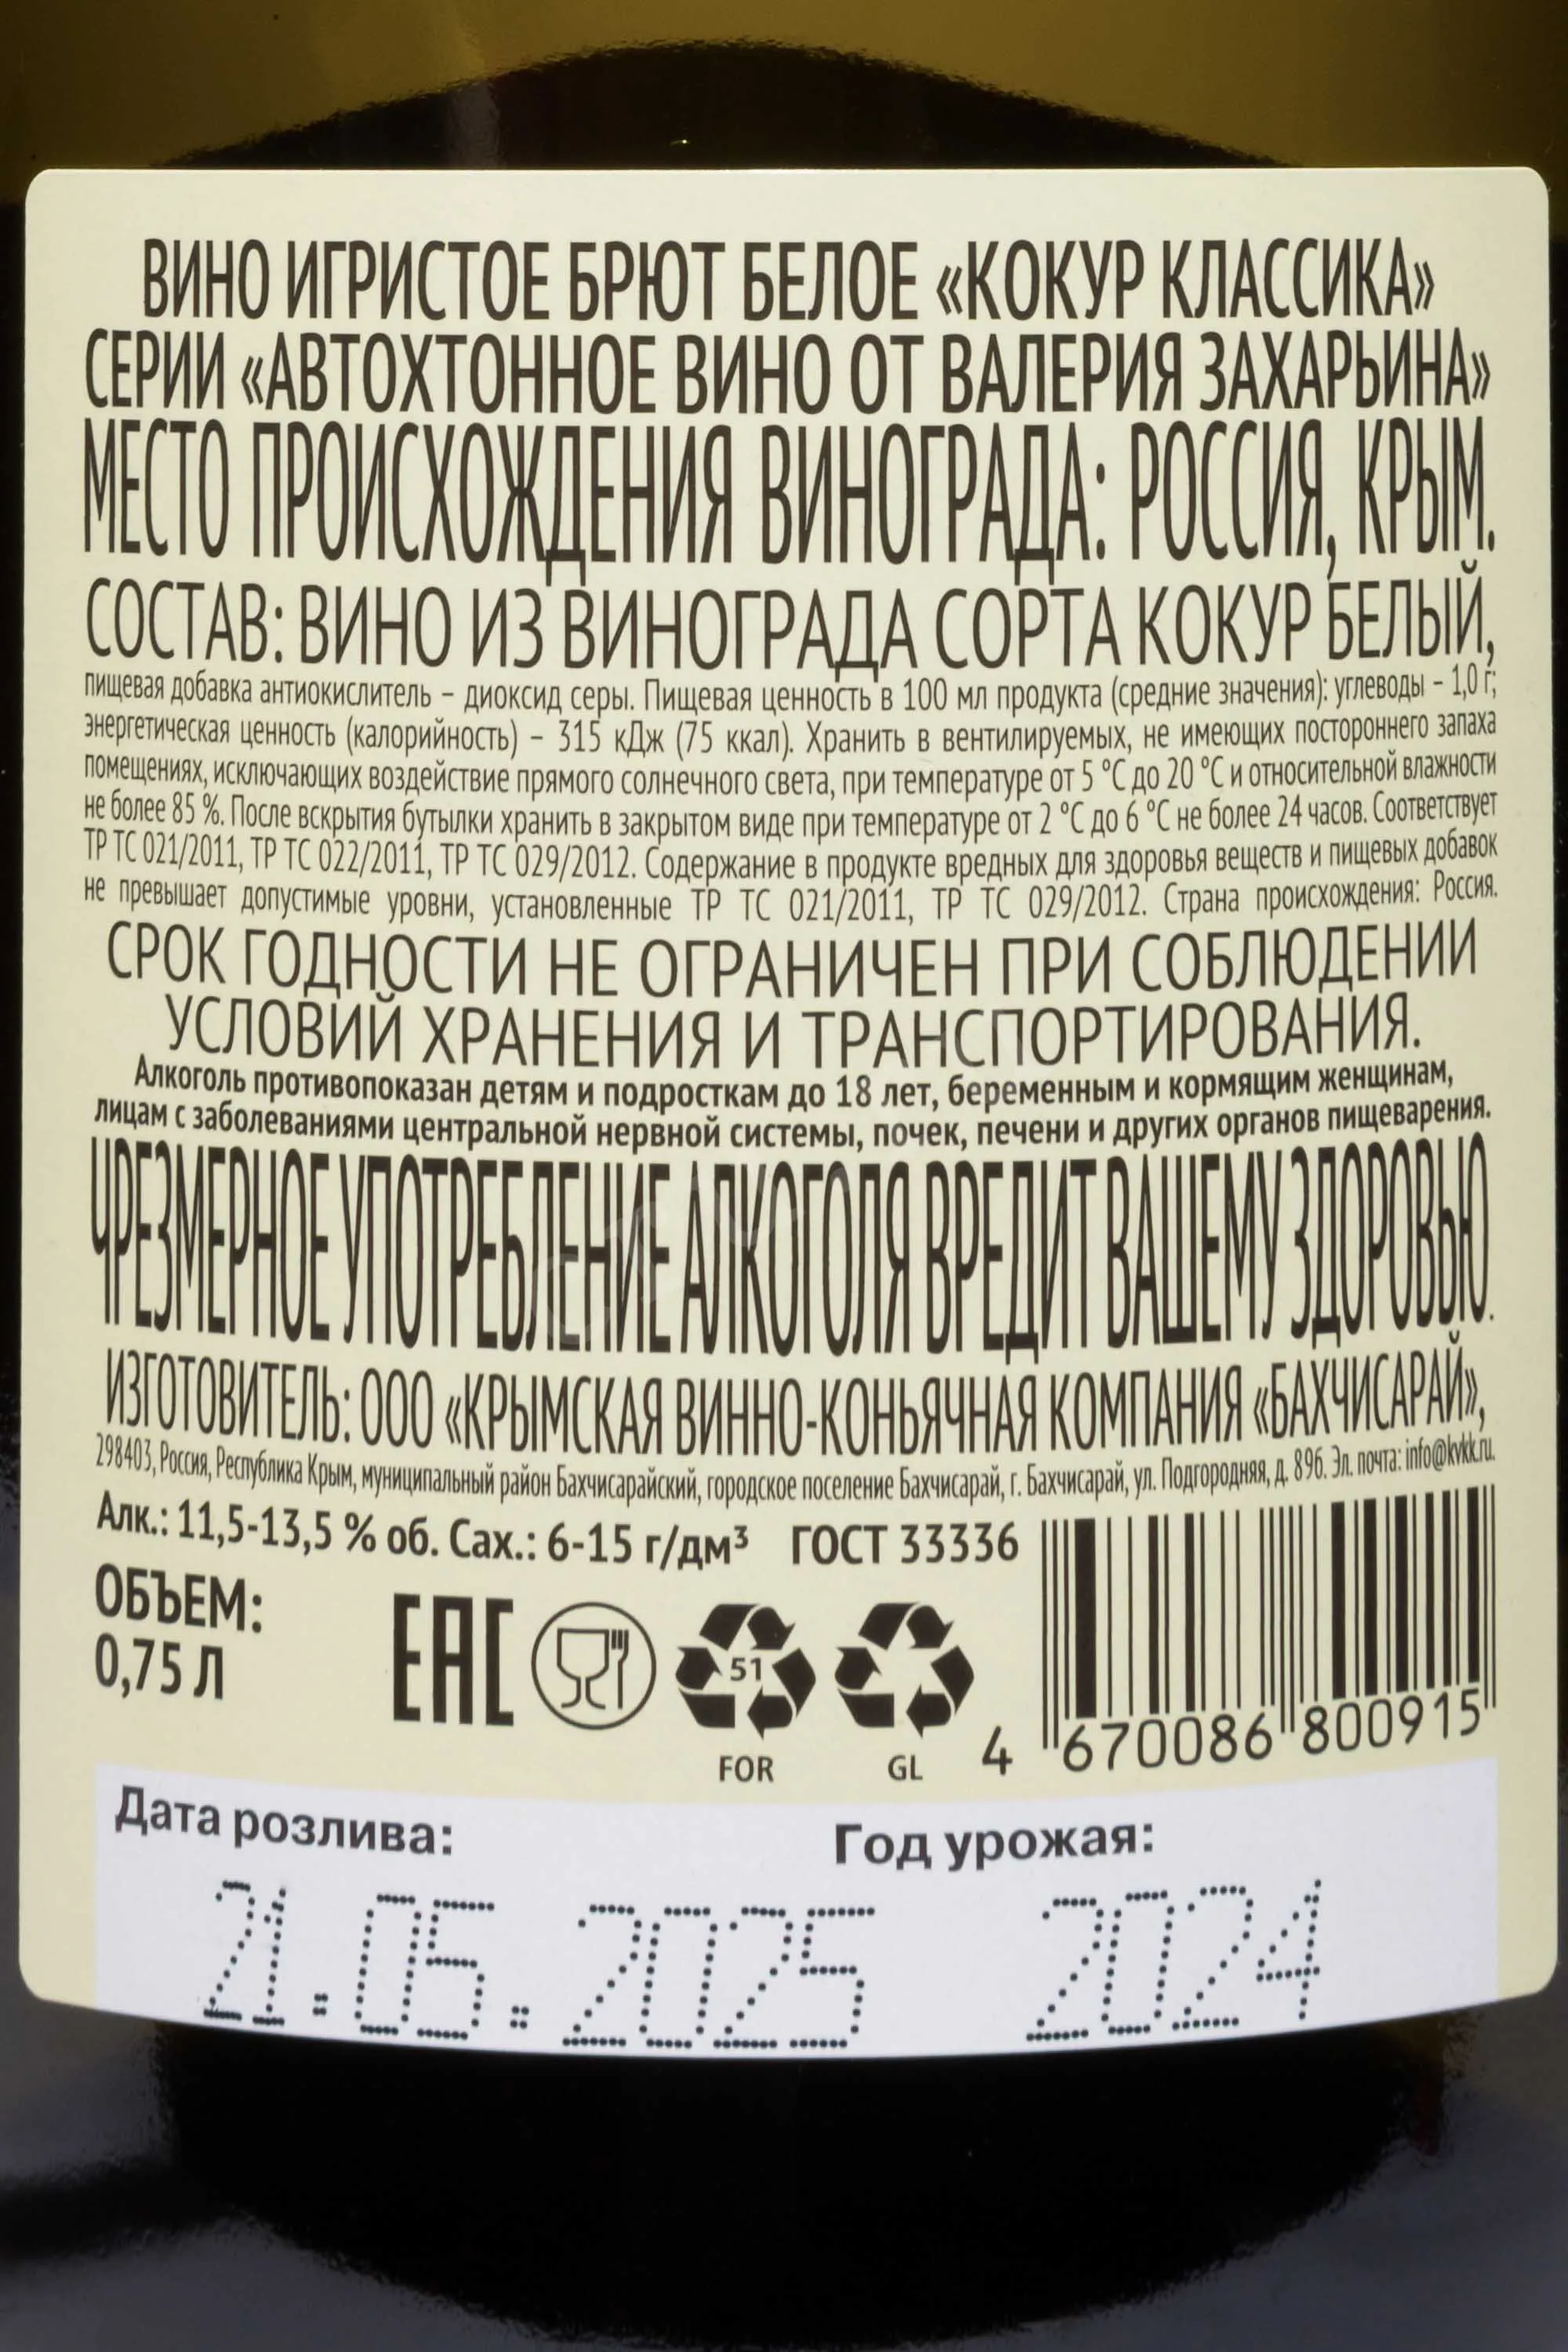 ВИНО ИГРИСТОЕ БРЮТ БЕЛОЕ «КОКУР КЛАССИКА»
СЕРИИ «АВТОХТОННОЕ ВИНО ОТ ВАЛЕРИЯ ЗАХАРЬИНА»
МЕСТО ПРОИСХОЖДЕНИЯ ВИНОГРАДА: РОССИЯ, КРЫМ.
СОСТАВ: ВИНО ИЗ ВИНОГРАДА СОРТА КОКУР БЕЛЫЙ,
пищевая добавка антиокислитель – диоксид серы. Пищевая ценность в 100 мл продукта (средние значения): углеводы – 1,0 г;
энергетическая ценность (калорийность) – 315 кДж (75 ккал). Хранить в вентилируемых, не имеющих постороннего запаха
помещениях, исключающих воздействие прямого солнечного света, при температуре от 5 °С до 20 °С и относительной влажности
не более 85 %. После вскрытия бутылки хранить в закрытом виде при температуре от 2 °С до 6 °С не более 24 часов. Соответствует
ТР ТС 021/2011, ТР ТС 022/2011, ТР ТС 029/2012. Содержание в продукте вредных для здоровья веществ и пищевых добавок
не превышает допустимые уровни, установленные ТР ТС 021/2011, ТР ТС 029/2012. Страна происхождения: Россия.
СРОК ГОДНОСТИ НЕ ОГРАНИЧЕН ПРИ СОБЛЮДЕНИИ
УСЛОВИЙ ХРАНЕНИЯ И ТРАНСПОРТИРОВАНИЯ.
Алкоголь противопоказан детям и подросткам до 18 лет, беременным и кормящим женщинам,
лицам с заболеваниями центральной нервной системы, почек, печени и других органов пищеварения.
ЧРЕЗМЕРНОЕ УПОТРЕБЛЕНИЕ АЛКОГОЛЯ ВРЕДИТ ВАШЕМУ ЗДОРОВЬЮ.
ИЗГОТОВИТЕЛЬ: ООО «КРЫМСКАЯ ВИННО-КОНЬЯЧНАЯ КОМПАНИЯ «БАХЧИСАРАЙ»,
298403, Россия, Республика Крым, муниципальный район Бахчисарайский, городское поселение Бахчисарай, г. Бахчисарай, ул. Подгородняя, д. 89б. Эл. почта: info@kvkk.ru.
Алк.: 11,5-13,5 % об. Сах.: 6-15 г/дм³ ГОСТ 33336
ОБЪЕМ:
0,75 Л
ЕАС
51
FOR
GL
4 670086 800915
Дата розлива: Год урожая:
21.05.2025 2024